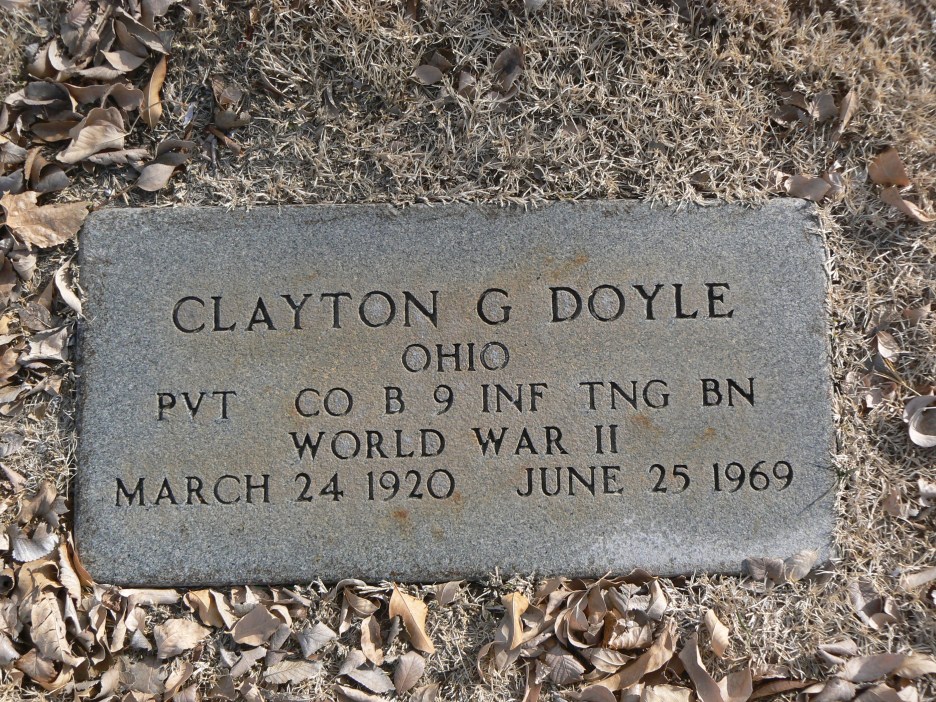 CLAYTON G DOYLE
OHIO
PVT CO B 9 INF TNG BN
WORLD WAR II
MARCH 24 1920 JUNE 25 1969